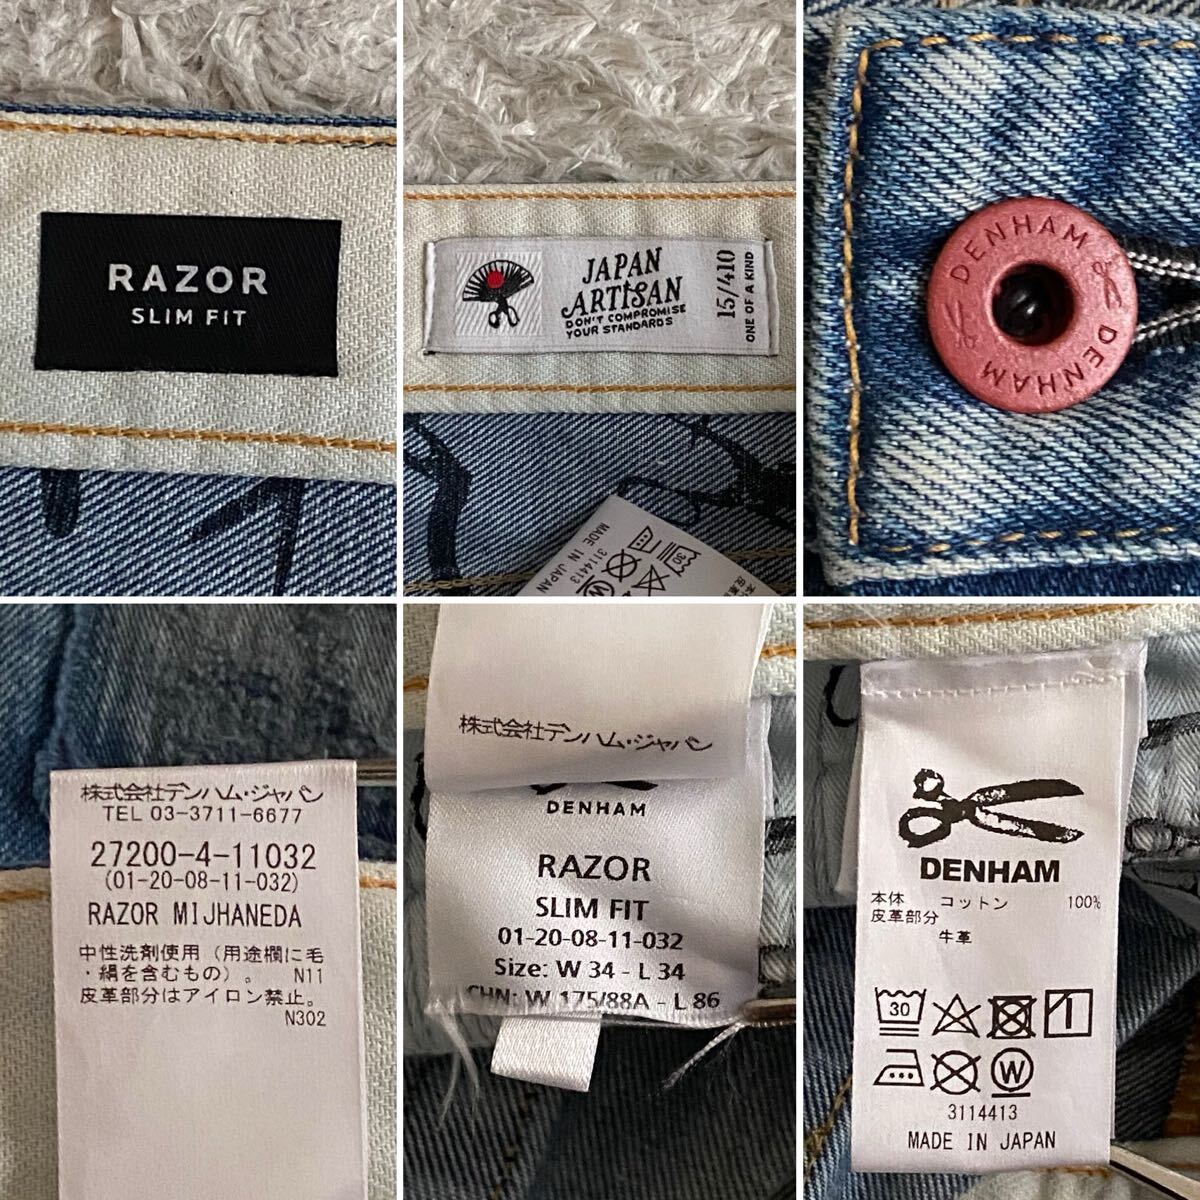 RAZOR
SLIM FIT
JAPAN
ARTISAN
DON'T COMPROMISE
YOUR STANDARDS
15/410
ONE OF A KIND
30
3114413
MADE IN JAPAN
DENHAM
DENHAM
株式会社デンハム・ジャパン
TEL 03-3711-6677
27200-4-11032
(01-20-08-11-032)
RAZOR MIJHANEDA
中性洗剤使用（用途欄に毛
・絹を含むもの）。 N11
皮革部分はアイロン禁止。
N302
株式会社デンハム・ジャパン
DENHAM
RAZOR
SLIM FIT
01-20-08-11-032
Size: W 34 - L 34
CHN: W 175/88A - L 86
DENHAM
本体 コットン 100%
皮革部分
牛革
30
W
3114413
MADE IN JAPAN